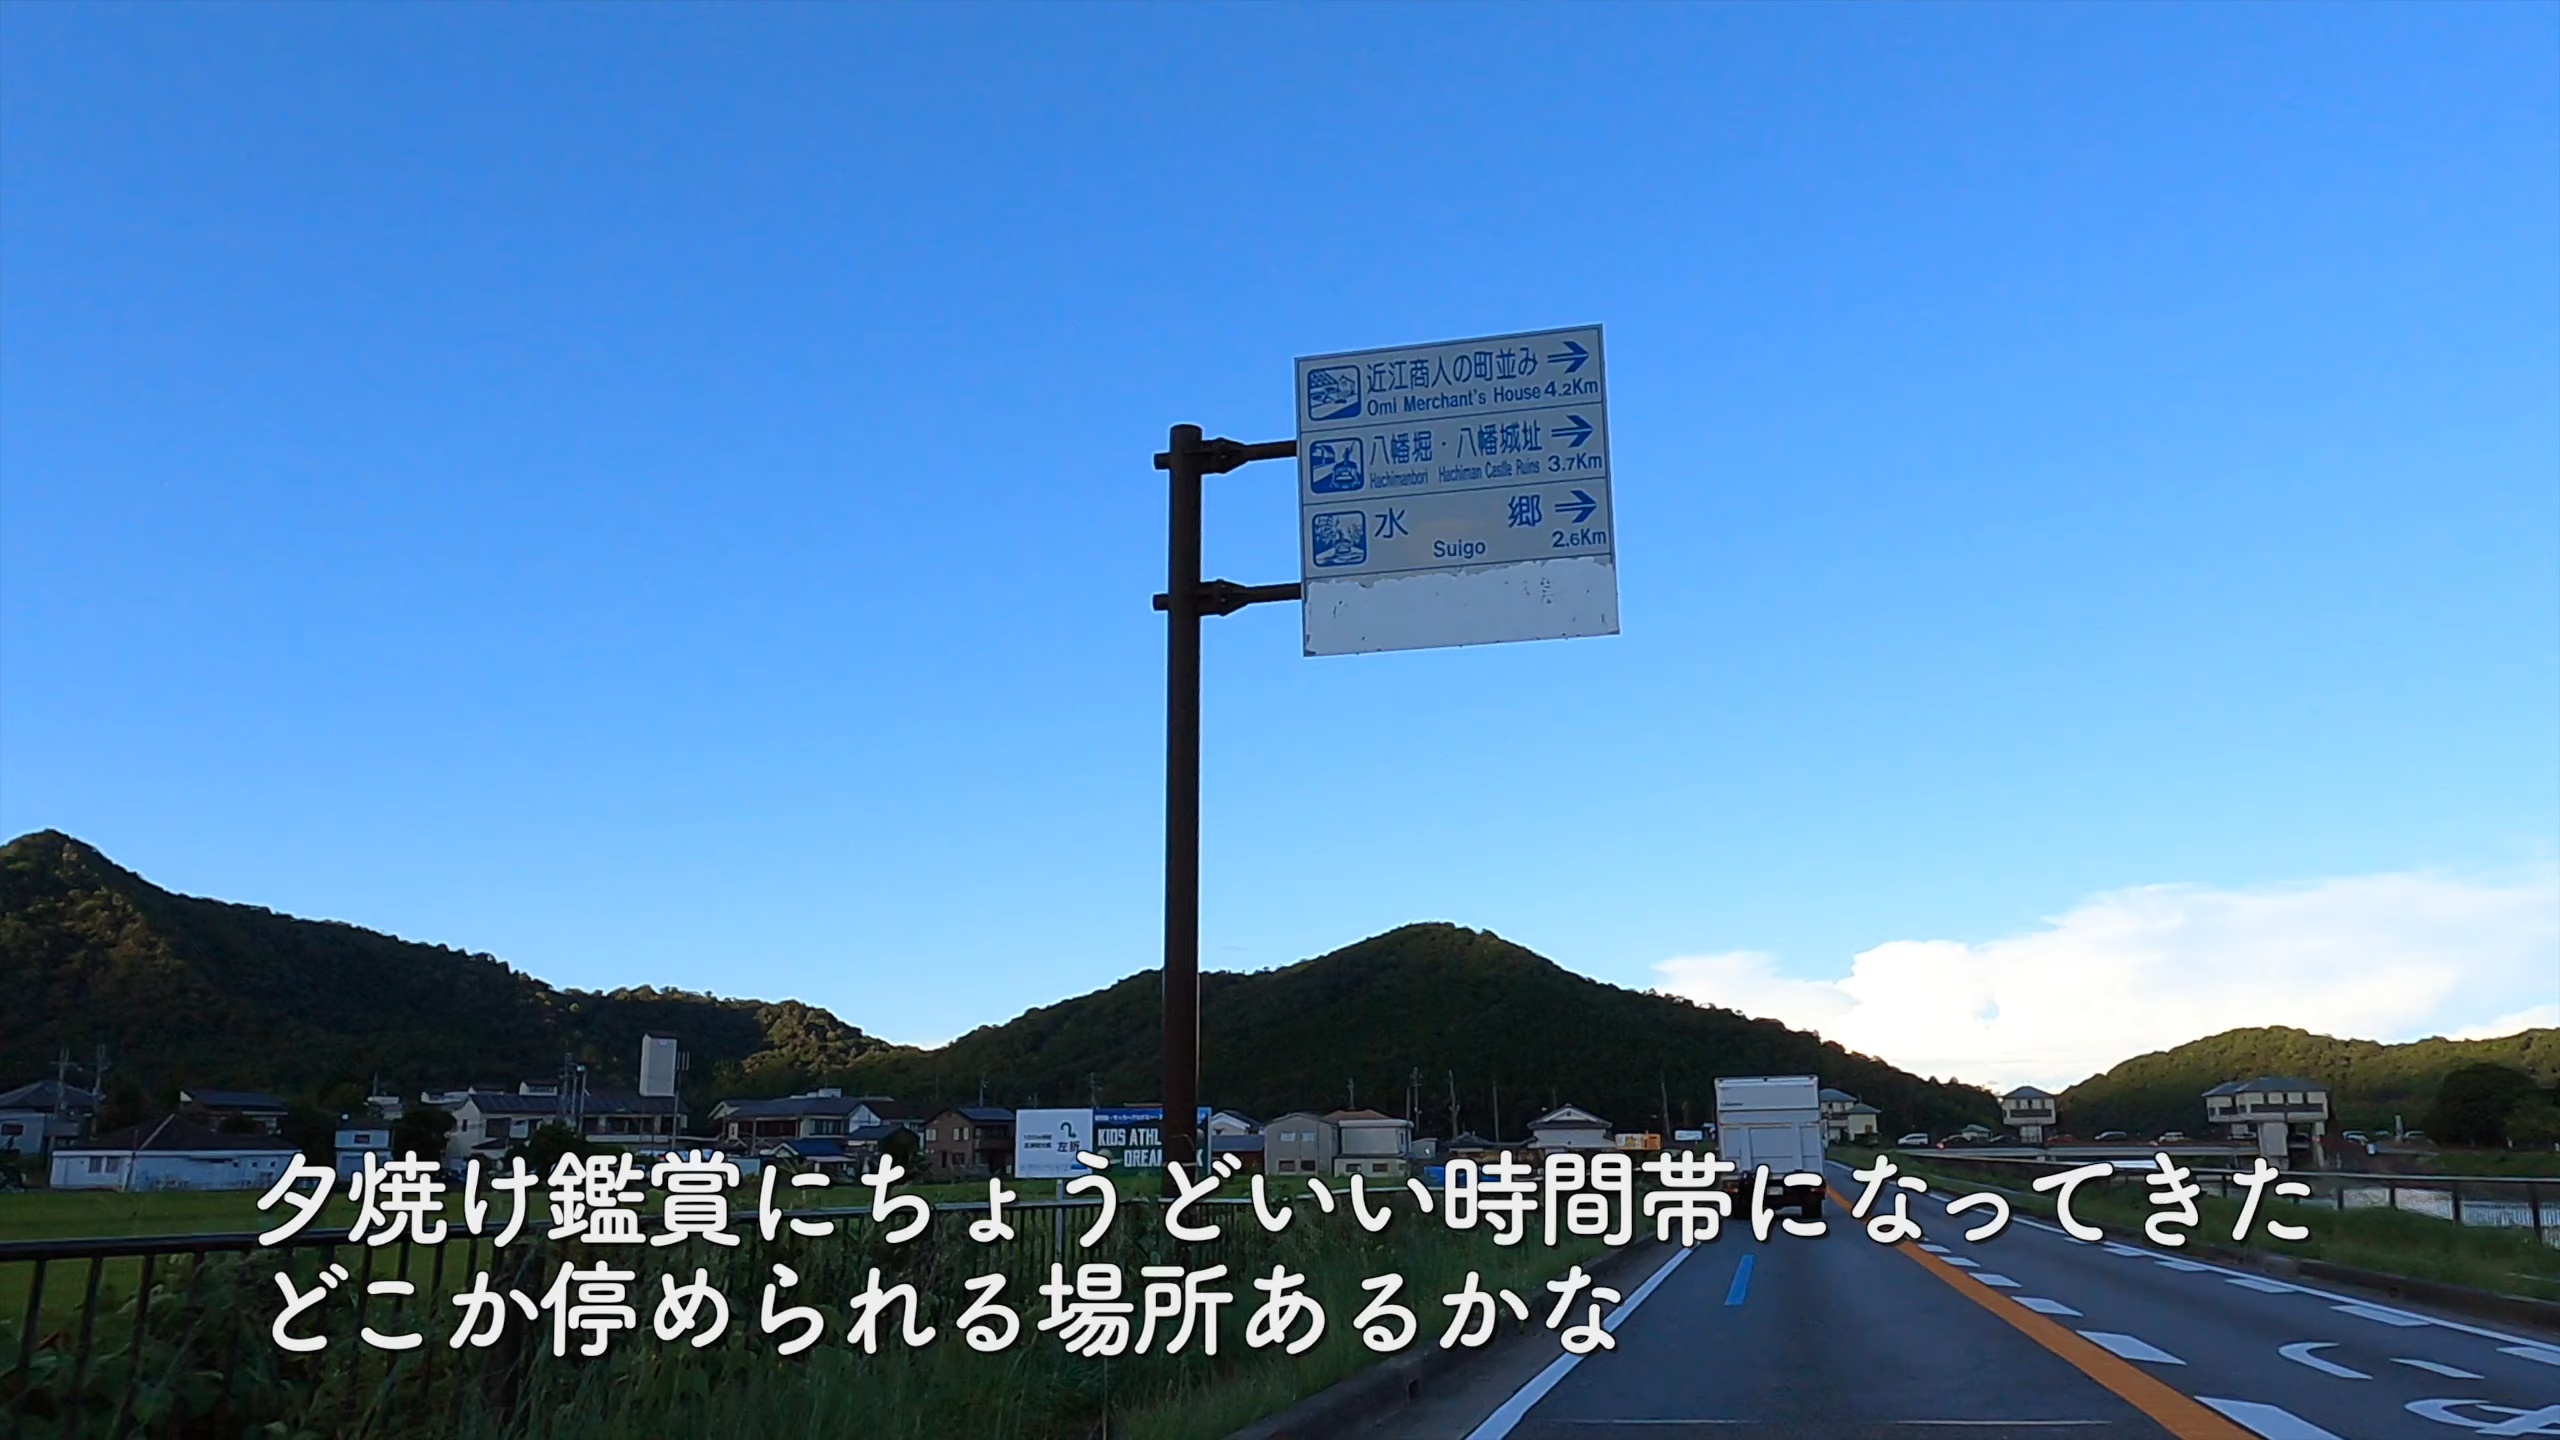 近江商人の町並み
Omi Merchant's House 4.2Km
八幡堀・八幡城址
Hachimanbori Hachiman Castle Ruins 3.7Km
水郷
Suigo 2.6Km
左折
KIDS ATHL
DREAM
夕焼け鑑賞にちょうどいい時間帯になってきた
どこか停められる場所あるかな